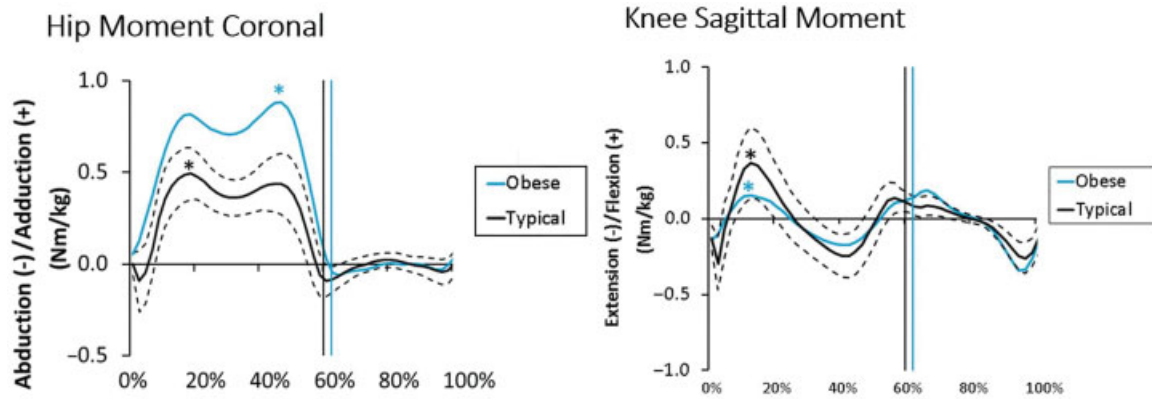 Hip Moment Coronal
Abduction (-)/Adduction (+)
(Nm/kg)
1.0
0.5
0.0
−0.5
*
*
0%
20%
40%
60%
80%
100%
Obese
Typical
Knee Sagittal Moment
Extension (-)/Flexion (+)
(Nm/kg)
1.0
0.5
0.0
−0.5
−1.0
*
*
0%
20%
40%
60%
80%
100%
Obese
Typical